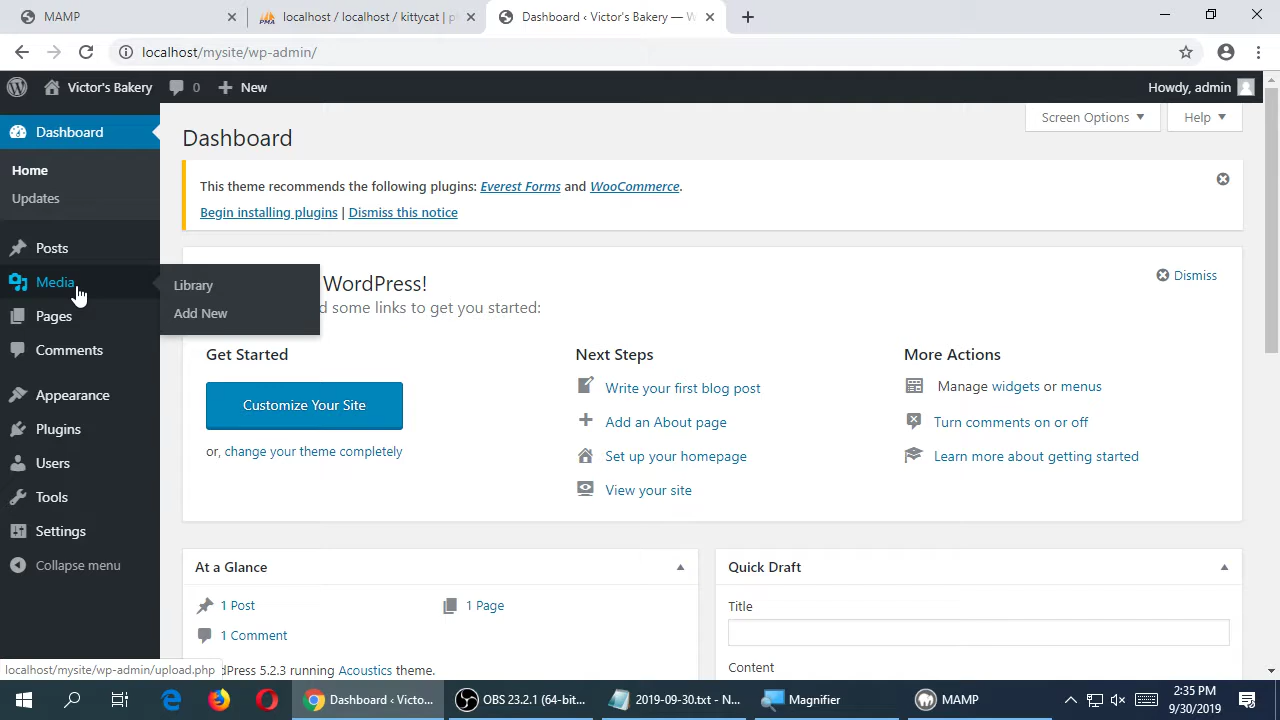 MAMP
localhost / localhost / kittycat | p
Dashboard ‹ Victor's Bakery — W
localhost/mysite/wp-admin/
Victor's Bakery
0
New
Howdy, admin
Dashboard
Home
Updates
Posts
Media
Library
Add New
Pages
Comments
Appearance
Plugins
Users
Tools
Settings
Collapse menu
Screen Options
Help
Dashboard
This theme recommends the following plugins: Everest Forms and WooCommerce.
Begin installing plugins | Dismiss this notice
WordPress!
Dismiss
d some links to get you started:
Get Started
Customize Your Site
or, change your theme completely
Next Steps
Write your first blog post
Add an About page
Set up your homepage
View your site
More Actions
Manage widgets or menus
Turn comments on or off
Learn more about getting started
At a Glance
1 Post
1 Page
1 Comment
dPress 5.2.3 running Acoustics theme.
Quick Draft
Title
Content
localhost/mysite/wp-admin/upload.php
Dashboard ‹ Victo...
OBS 23.2.1 (64-bit...
2019-09-30.txt - N...
Magnifier
MAMP
2:35 PM
9/30/2019